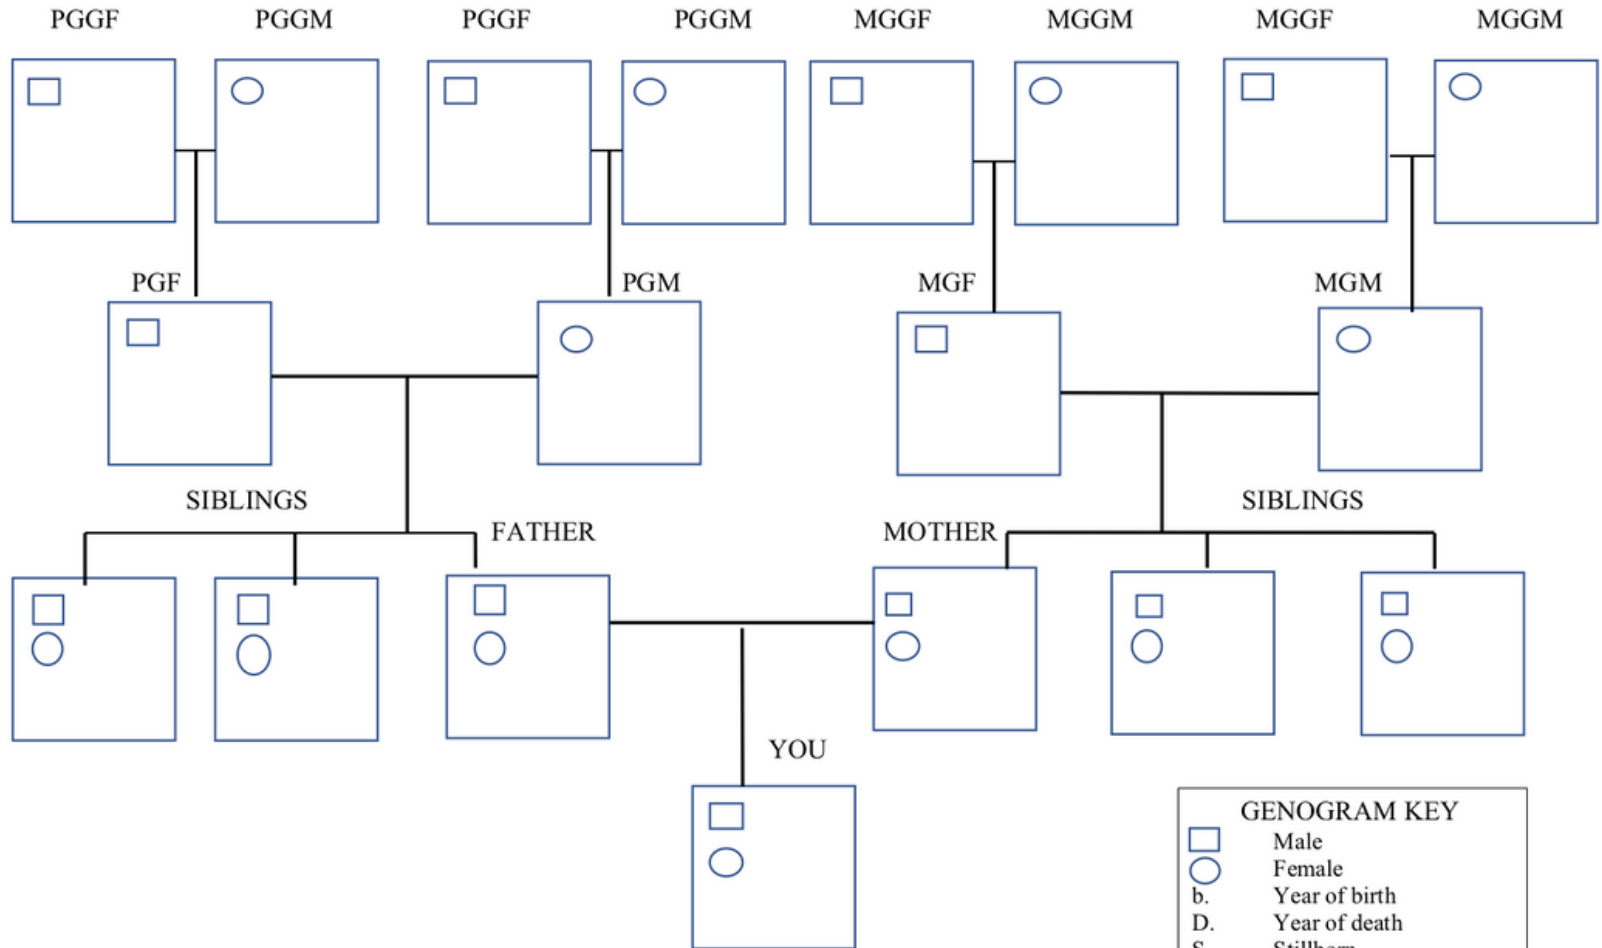 PGGF PGGM PGGF PGGM MGGF MGGM MGGF MGGM
PGF PGM MGF MGM
SIBLINGS SIBLINGS
FATHER MOTHER
YOU
GENOGRAM KEY
Male
Female
b. Year of birth
D. Year of death
S. Stillborn